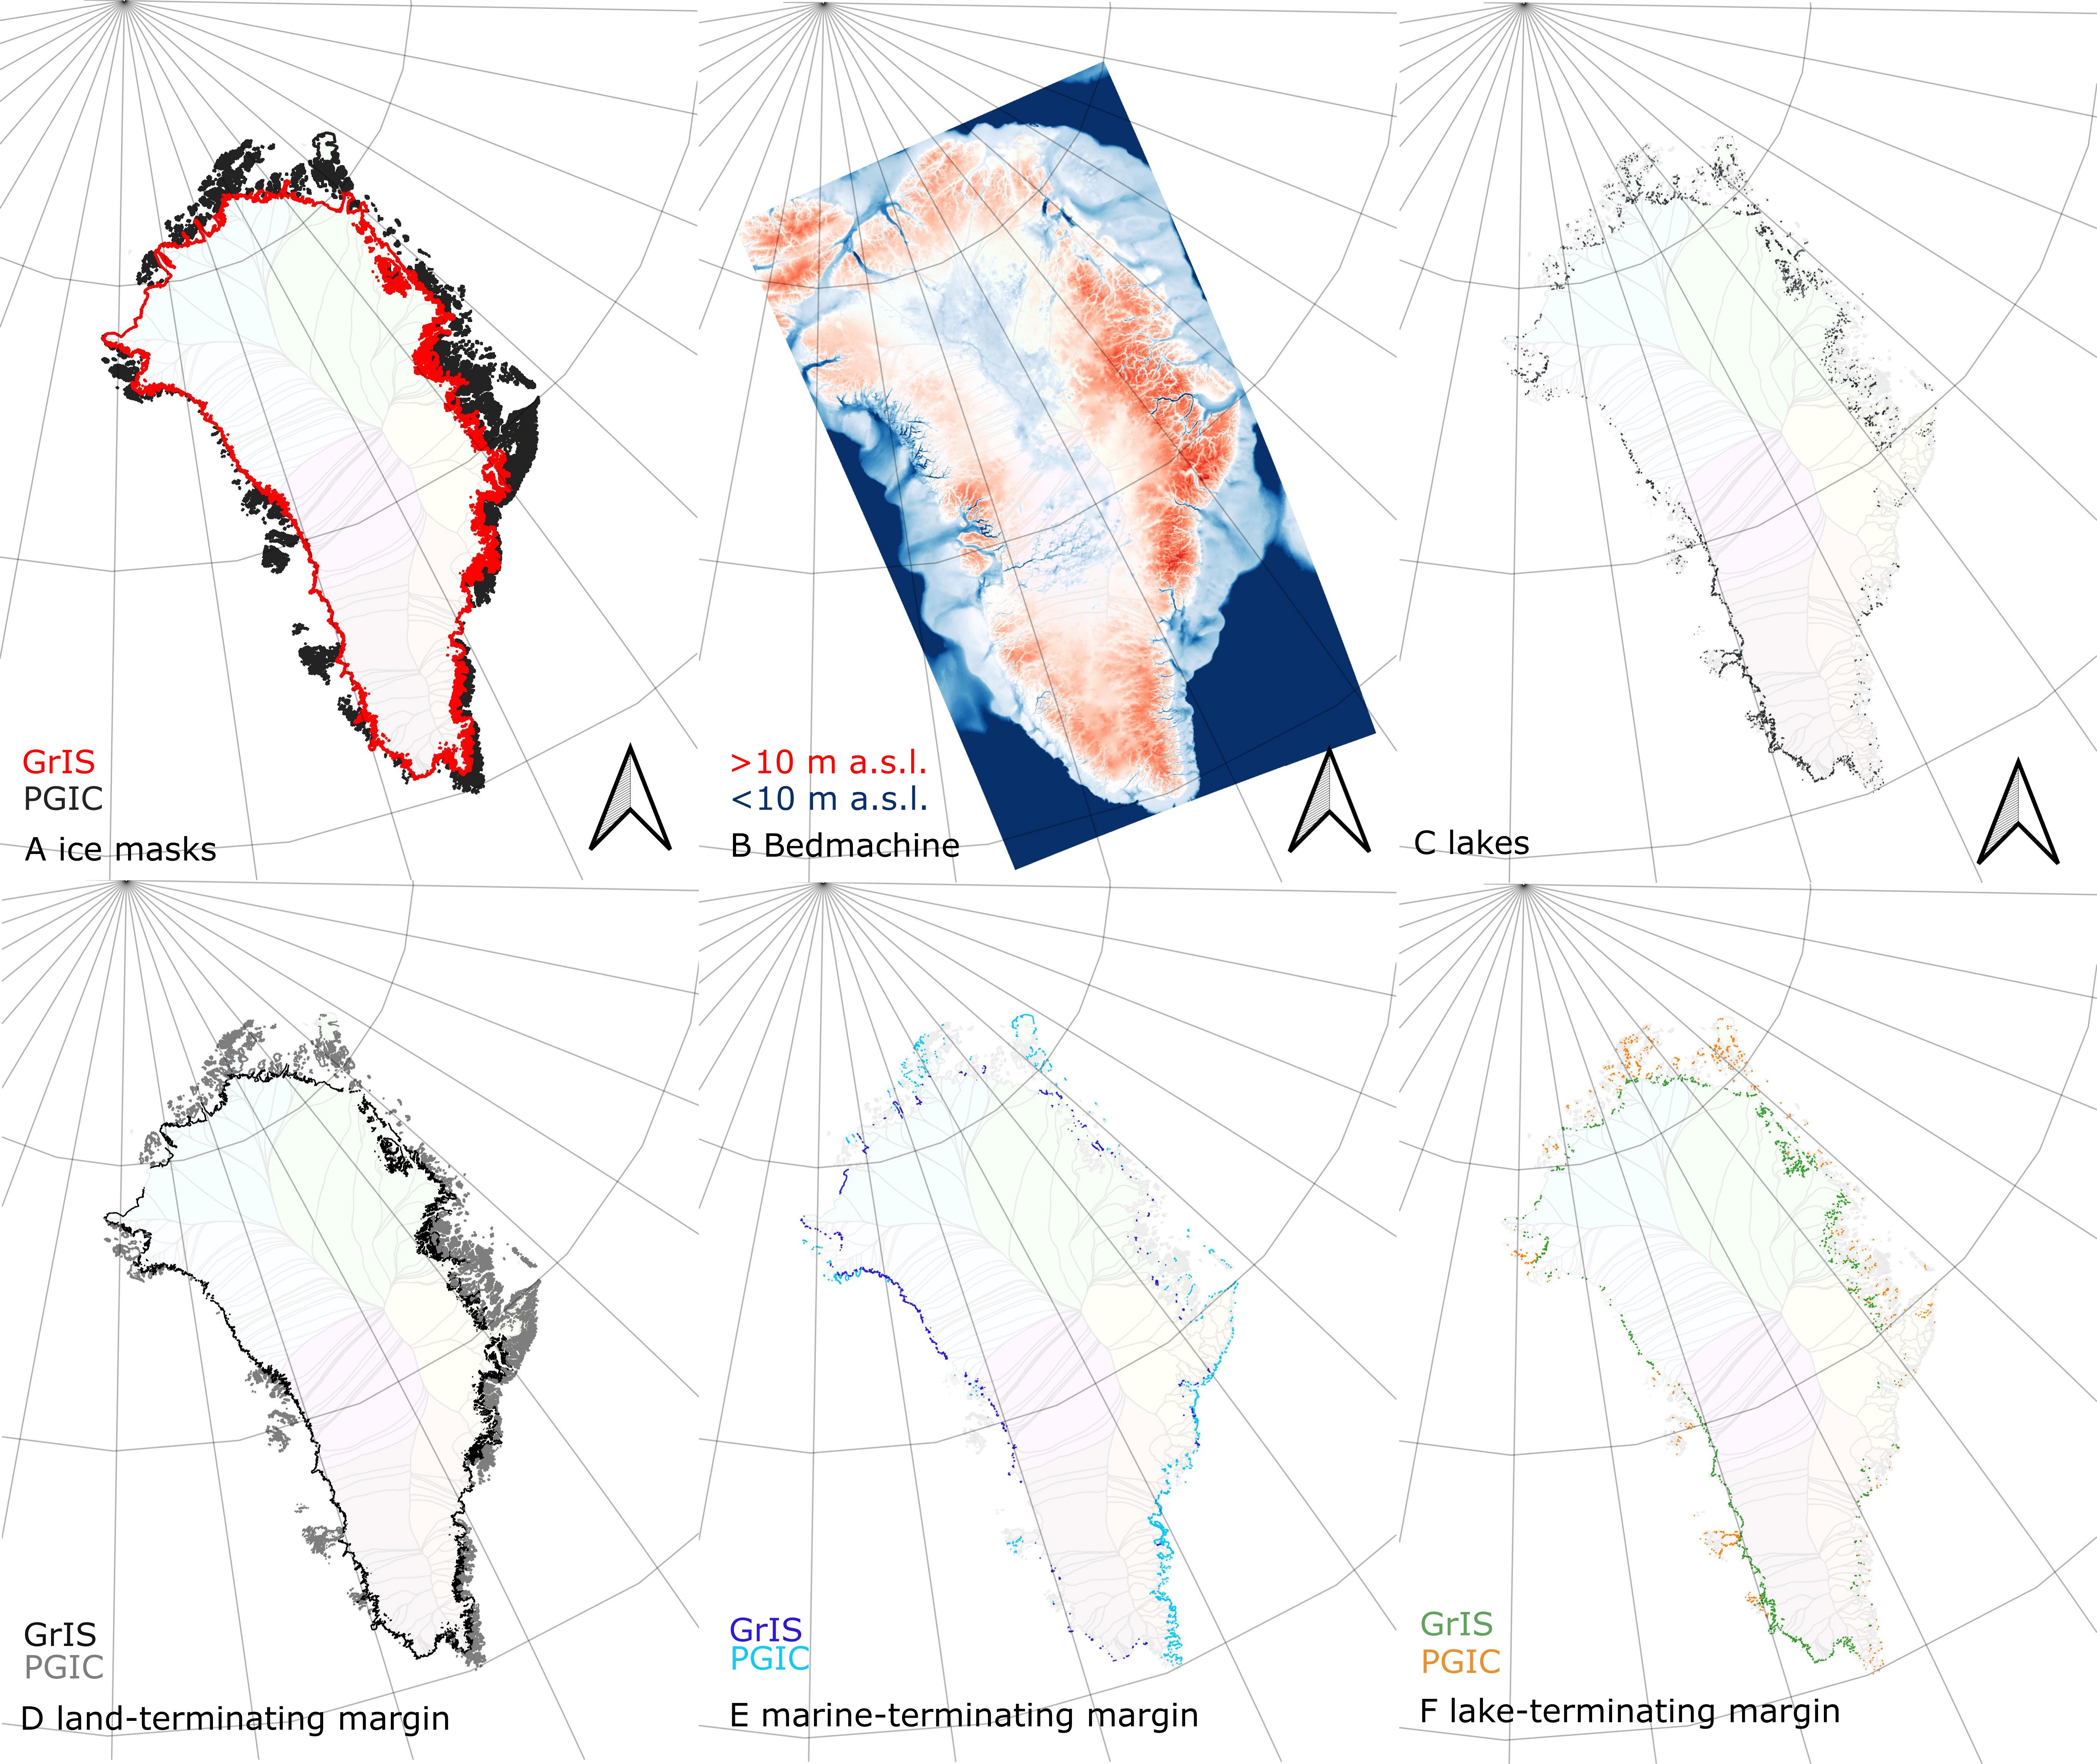 GrIS
PGIC
A ice masks
>10 m a.s.l.
<10 m a.s.l.
B Bedmachine
C lakes
GrIS
PGIC
D land-terminating margin
GrIS
PGIC
E marine-terminating margin
GrIS
PGIC
F lake-terminating margin